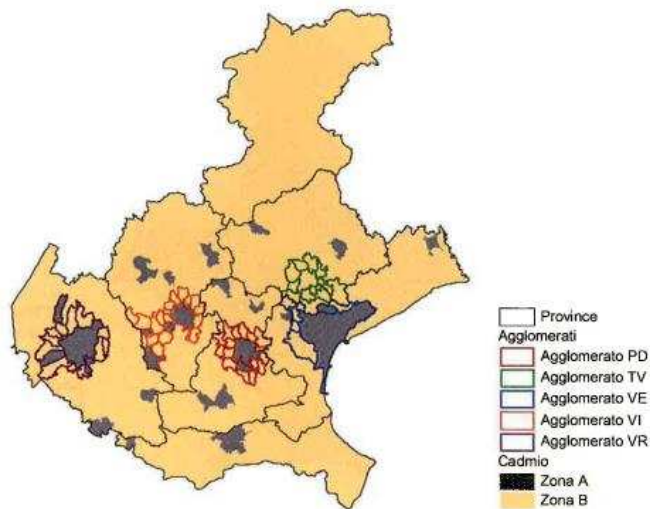 Province
Agglomerati
Agglomerato PD
Agglomerato TV
Agglomerato VE
Agglomerato VI
Agglomerato VR
Cadmio
Zona A
Zona B